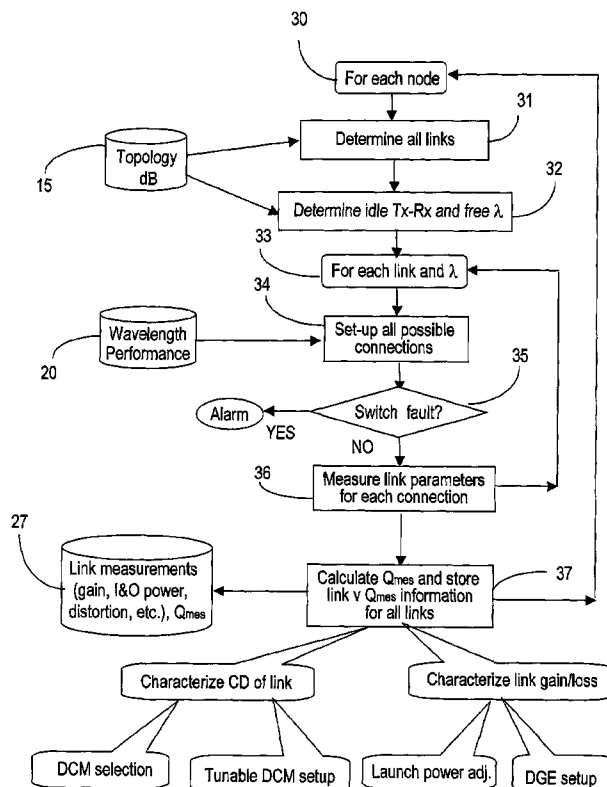 30
For each node
31
Determine all links
15
Topology
dB
32
Determine idle Tx-Rx and free λ
33
For each link and λ
34
Set-up all possible
connections
20
Wavelength
Performance
35
Switch fault?
Alarm
YES
NO
36
Measure link parameters
for each connection
27
Link measurements
(gain, I&O power,
distortion, etc.), Qmes
37
Calculate Qmes and store
link v Qmes information
for all links
Characterize CD of link
Characterize link gain/loss
DCM selection
Tunable DCM setup
Launch power adj.
DGE setup